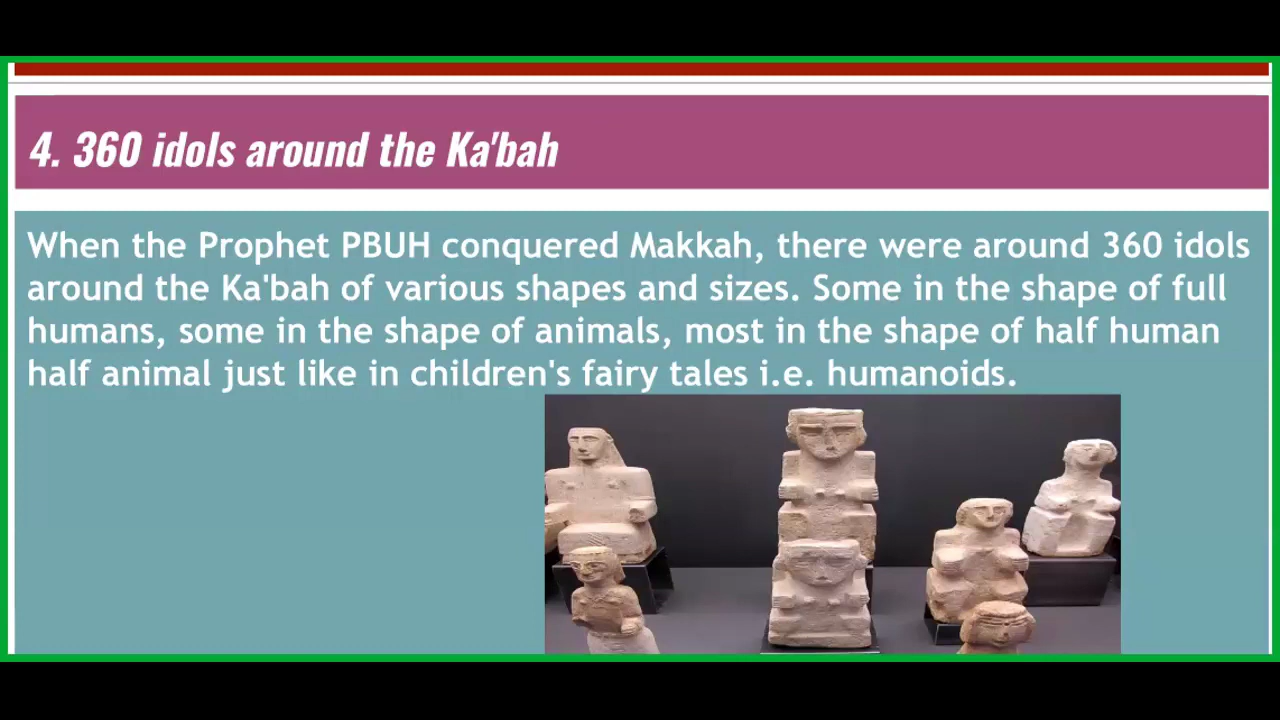 4. 360 idols around the Ka'bah
When the Prophet PBUH conquered Makkah, there were around 360 idols
around the Ka'bah of various shapes and sizes. Some in the shape of full
humans, some in the shape of animals, most in the shape of half human
half animal just like in children's fairy tales i.e. humanoids.